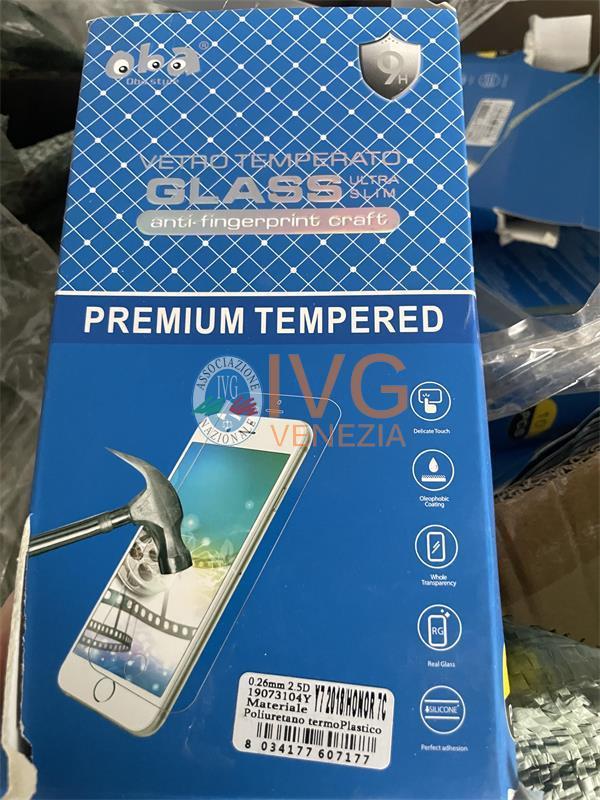 oba®
Oba style
9H
VETRO TEMPERATO
GLASS ULTRA SLIM
anti-fingerprint craft
PREMIUM TEMPERED
ASSOCIAZIONE
IVG
NAZIONALE
IVG
VENEZIA
Delicate Touch
Oleophobic
Coating
Whole
Transparency
RG
Real Glass
SILICONE
Perfect adhesion
0.26mm 2.5D
19073104Y Y7 2018/HONOR 7C
Materiale
Poliuretano termoPlastico
8 034177 607177